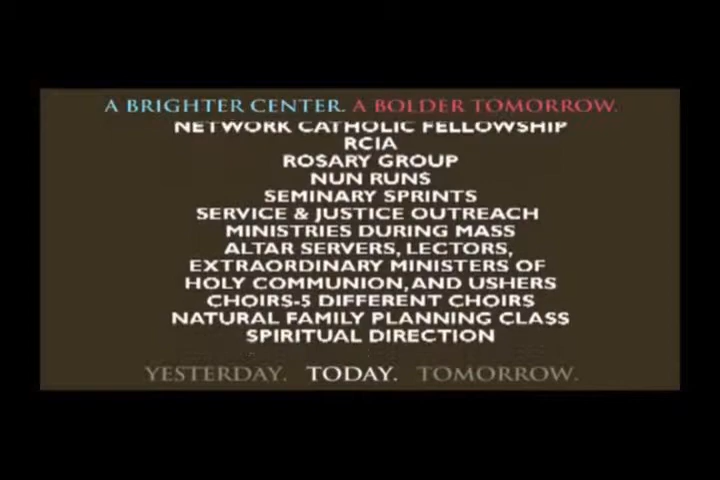 A BRIGHTER CENTER. A BOLDER TOMORROW.
NETWORK CATHOLIC FELLOWSHIP
RCIA
ROSARY GROUP
NUN RUNS
SEMINARY SPRINTS
SERVICE & JUSTICE OUTREACH
MINISTRIES DURING MASS
ALTAR SERVERS, LECTORS,
EXTRAORDINARY MINISTERS OF
HOLY COMMUNION, AND USHERS
CHOIRS-5 DIFFERENT CHOIRS
NATURAL FAMILY PLANNING CLASS
SPIRITUAL DIRECTION
YESTERDAY. TODAY. TOMORROW.